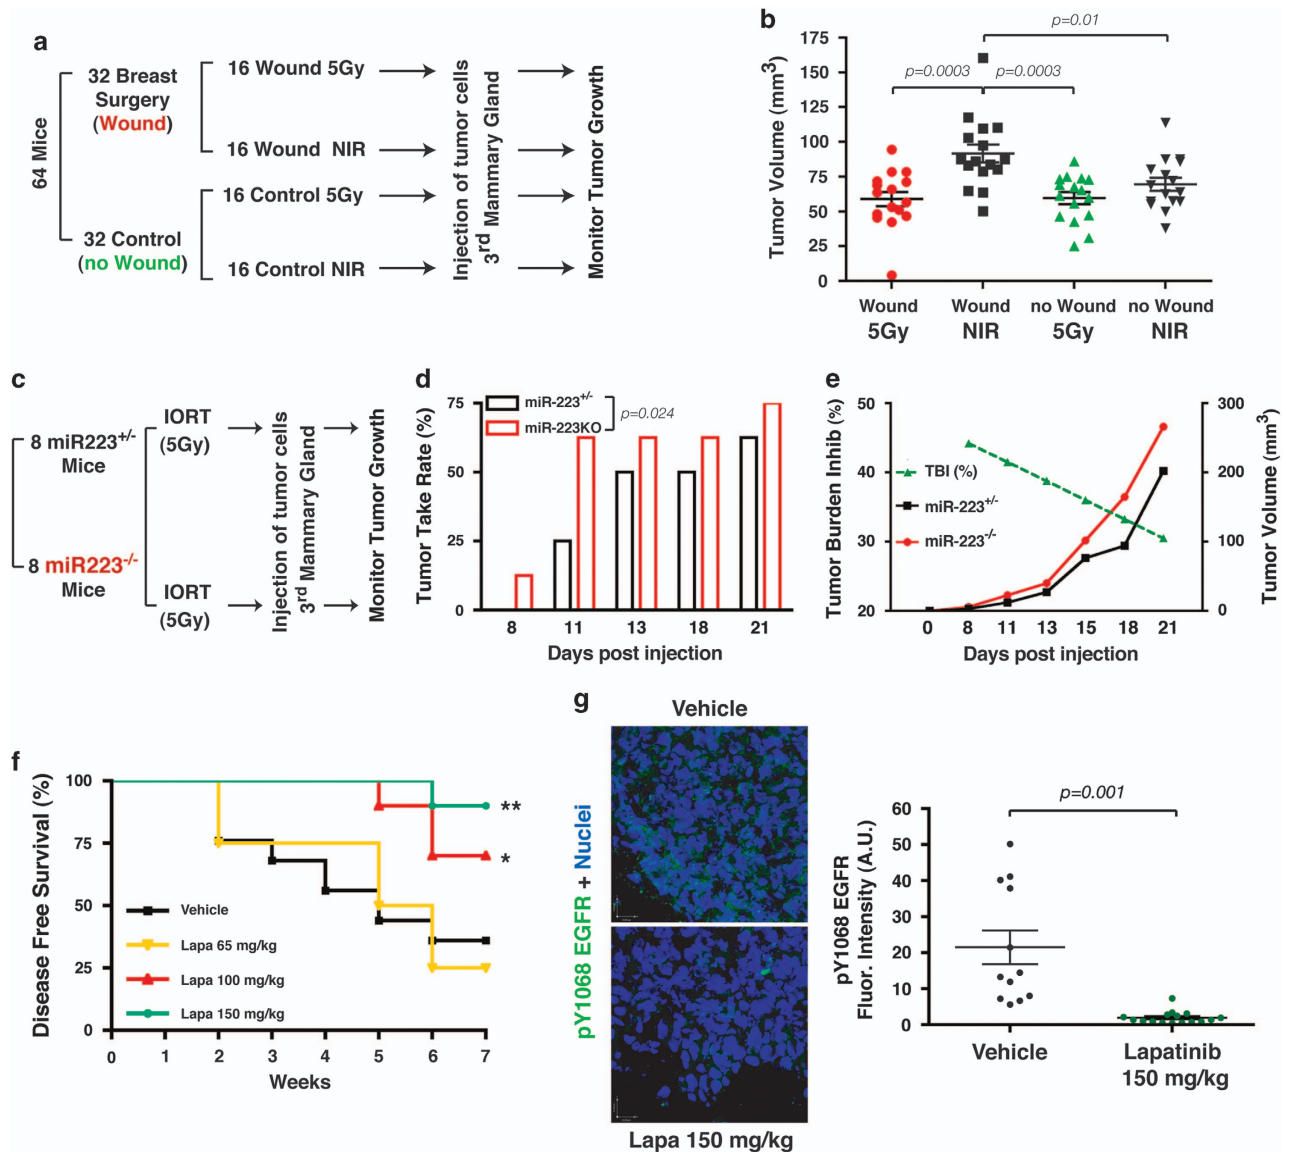 a
64 Mice
32 Breast
Surgery
(Wound)
32 Control
(no Wound)
16 Wound 5Gy
16 Wound NIR
16 Control 5Gy
16 Control NIR
Injection of tumor cells
3rd Mammary Gland
Monitor Tumor Growth
b
p=0.01
p=0.0003
p=0.0003
Tumor Volume (mm3)
175
150
125
100
75
50
25
0
Wound
5Gy
Wound
NIR
no Wound
5Gy
no Wound
NIR
c
8 miR223+/-
Mice
8 miR223-/-
Mice
IORT
(5Gy)
IORT
(5Gy)
Injection of tumor cells
3rd Mammary Gland
Monitor Tumor Growth
d
Tumor Take Rate (%)
75
50
25
0
miR-223+/-
miR-223KO
p=0.024
8 11 13 18 21
Days post injection
e
Tumor Burden Inhib (%)
50
40
30
20
TBI (%)
miR-223+/-
miR-223-/-
300
200
100
0
Tumor Volume (mm3)
0 8 11 13 15 18 21
Days post injection
f
Disease Free Survival (%)
100
75
50
25
0
**
*
Vehicle
Lapa 65 mg/kg
Lapa 100 mg/kg
Lapa 150 mg/kg
0 1 2 3 4 5 6 7
Weeks
g
Vehicle
pY1068 EGFR + Nuclei
Lapa 150 mg/kg
p=0.001
pY1068 EGFR
Fluor. Intensity (A.U.)
60
50
40
30
20
10
0
Vehicle
Lapatinib
150 mg/kg